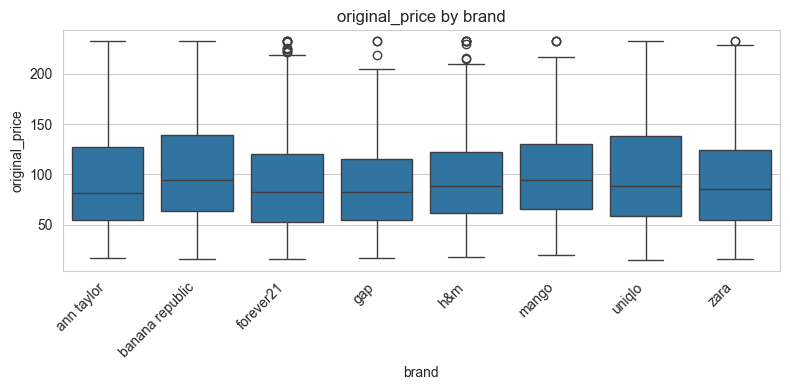 original_price by brand
original_price
200
150
100
50
ann taylor
banana republic
forever21
gap
h&m
mango
uniqlo
zara
brand